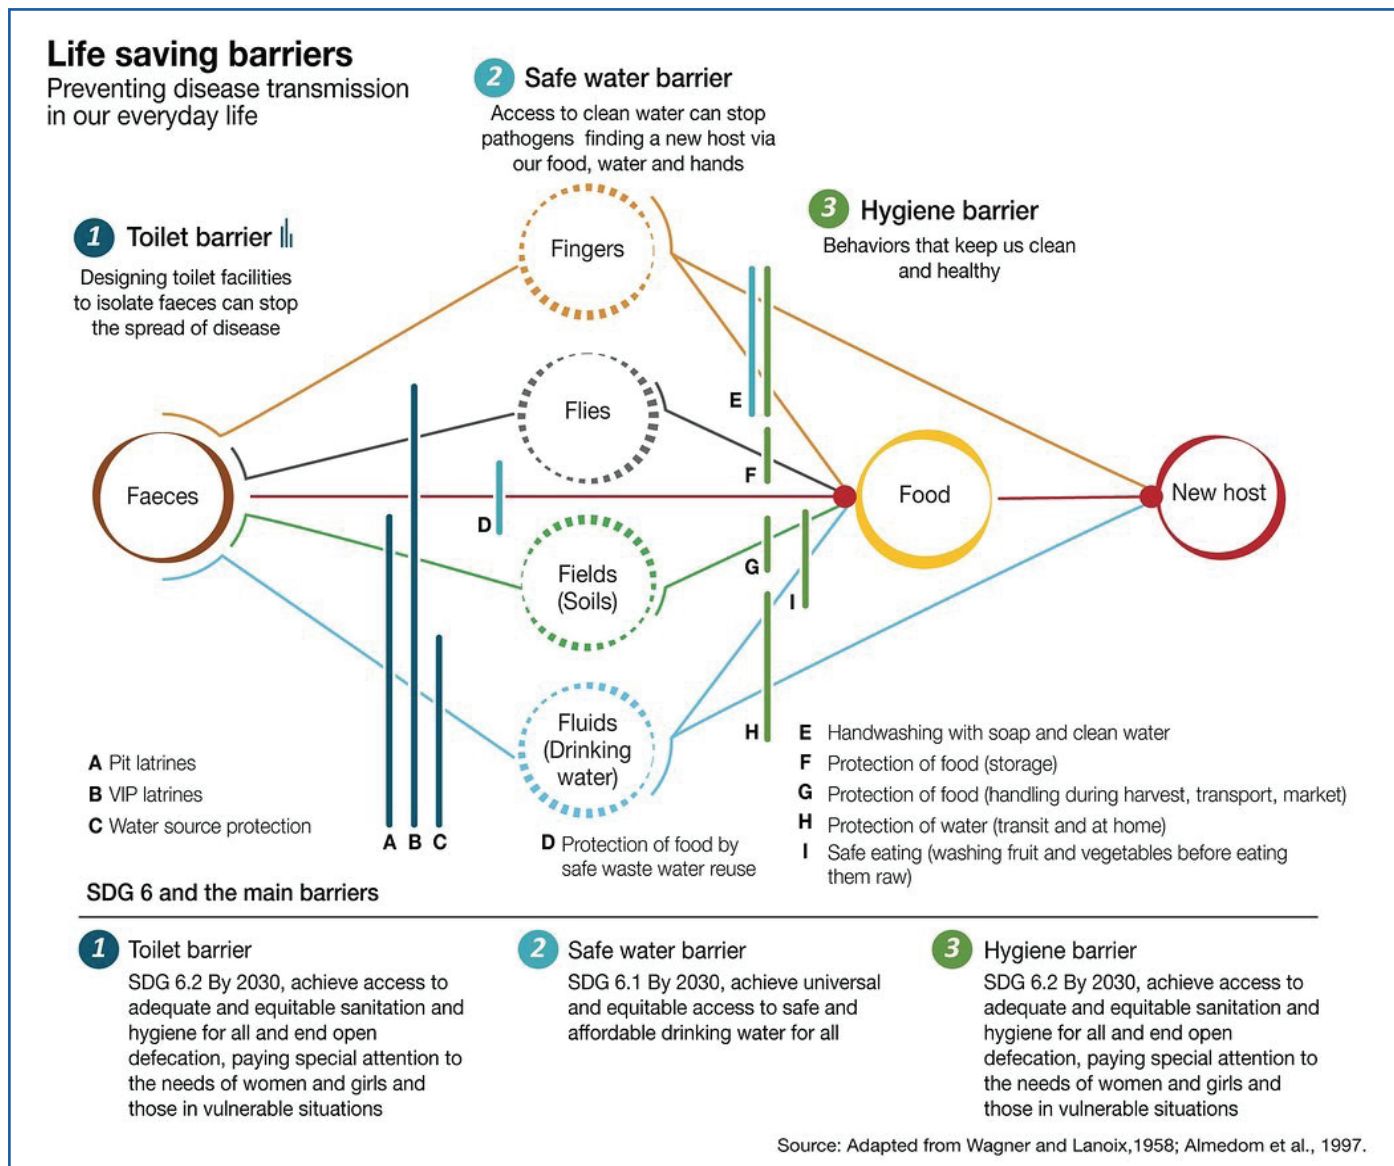 Life saving barriers
Preventing disease transmission
in our everyday life
2 Safe water barrier
Access to clean water can stop
pathogens finding a new host via
our food, water and hands
1 Toilet barrier
Designing toilet facilities
to isolate faeces can stop
the spread of disease
3 Hygiene barrier
Behaviors that keep us clean
and healthy
Fingers
Flies
Faeces
Food
New host
Fields
(Soils)
Fluids
(Drinking
water)
E
F
D
G
I
H
A Pit latrines
B VIP latrines
C Water source protection
A B C
D Protection of food by
safe waste water reuse
E Handwashing with soap and clean water
F Protection of food (storage)
G Protection of food (handling during harvest, transport, market)
H Protection of water (transit and at home)
I Safe eating (washing fruit and vegetables before eating
them raw)
SDG 6 and the main barriers
1 Toilet barrier
SDG 6.2 By 2030, achieve access to
adequate and equitable sanitation and
hygiene for all and end open
defecation, paying special attention to
the needs of women and girls and
those in vulnerable situations
2 Safe water barrier
SDG 6.1 By 2030, achieve universal
and equitable access to safe and
affordable drinking water for all
3 Hygiene barrier
SDG 6.2 By 2030, achieve access to
adequate and equitable sanitation and
hygiene for all and end open
defecation, paying special attention to
the needs of women and girls and
those in vulnerable situations
Source: Adapted from Wagner and Lanoix,1958; Almedom et al., 1997.